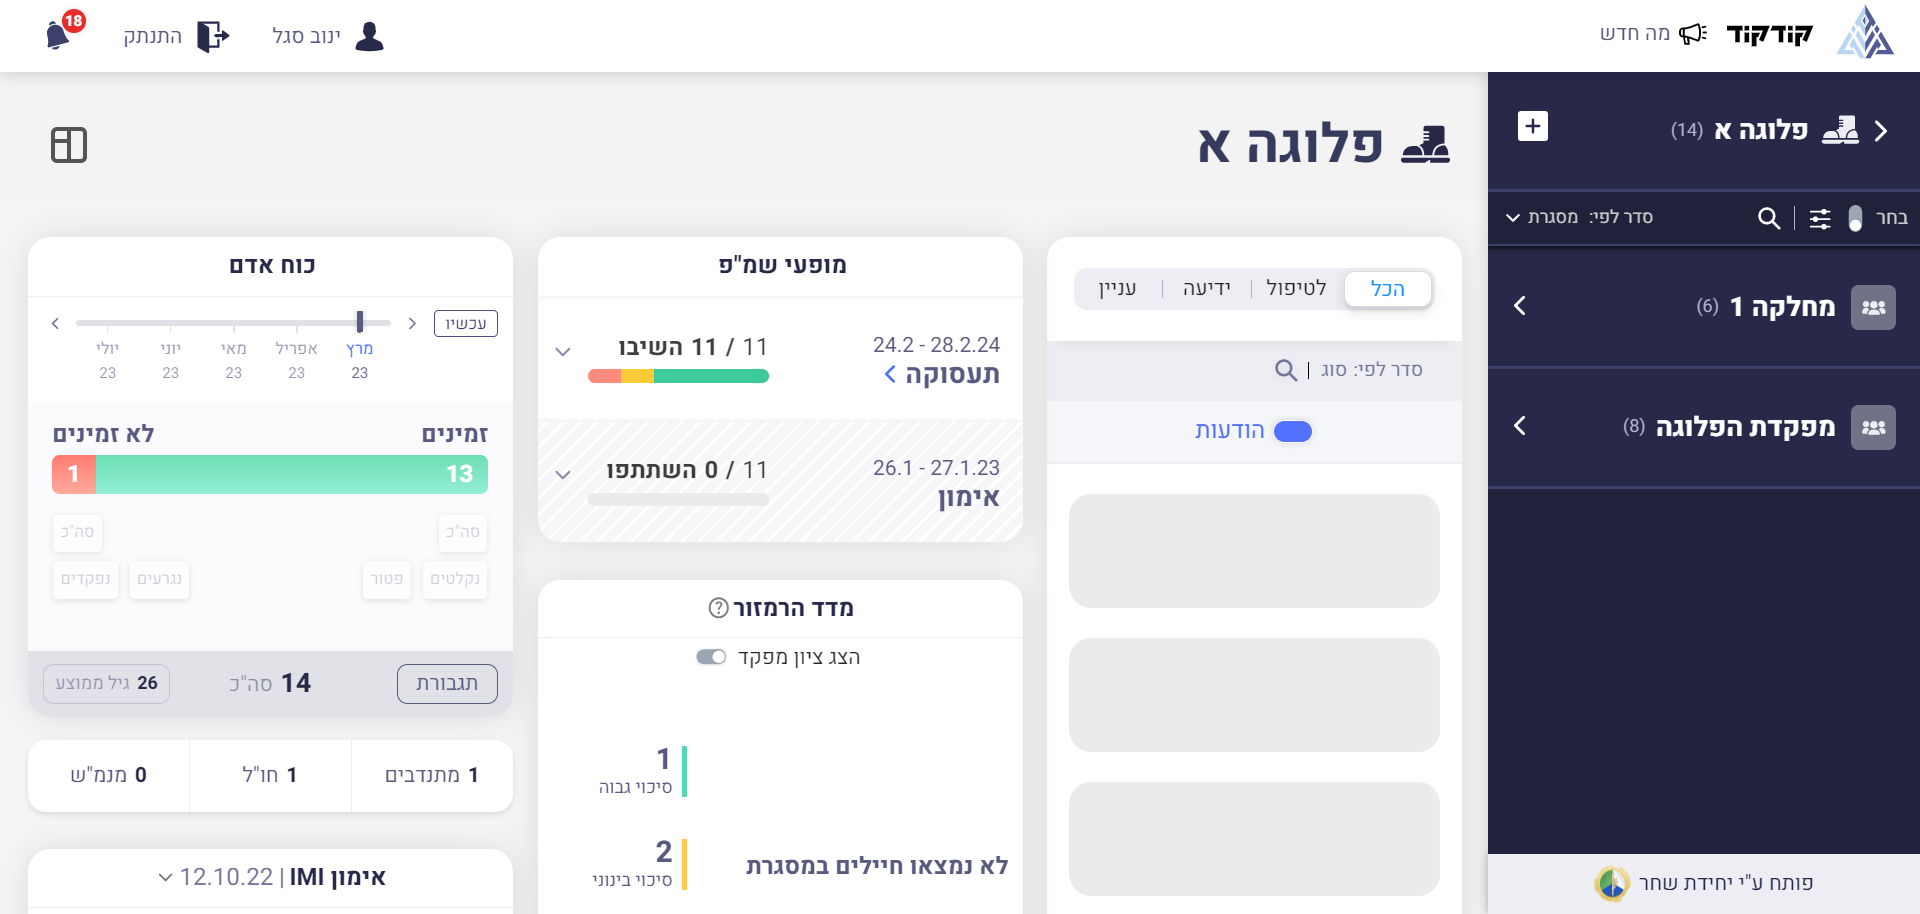 קודקוד
מה חדש
ינוב סגל
התנתק
18
פלוגה א (14)
בחר
סדר לפי: מסגרת
מחלקה 1 (6)
מפקדת הפלוגה (8)
פותח ע"י יחידת שחר
פלוגה א
הכל
לטיפול
ידיעה
עניין
סדר לפי: סוג
הודעות
מופעי שמ"פ
24.2 - 28.2.24
תעסוקה
11 / 11 השיבו
26.1 - 27.1.23
אימון
11 / 0 השתתפו
מדד הרמזור
הצג ציון מפקד
1
סיכוי גבוה
2
סיכוי בינוני
לא נמצאו חיילים במסגרת
כוח אדם
עכשיו
מרץ אפריל מאי יוני יולי
23 23 23 23 23
זמינים
לא זמינים
13
1
סה"כ
סה"כ
נקלטים
פטור
נגרעים
נפקדים
תגבורת
14 סה"כ
26 גיל ממוצע
1 מתנדבים
1 חו"ל
0 מנמ"ש
אימון IMI | 12.10.22